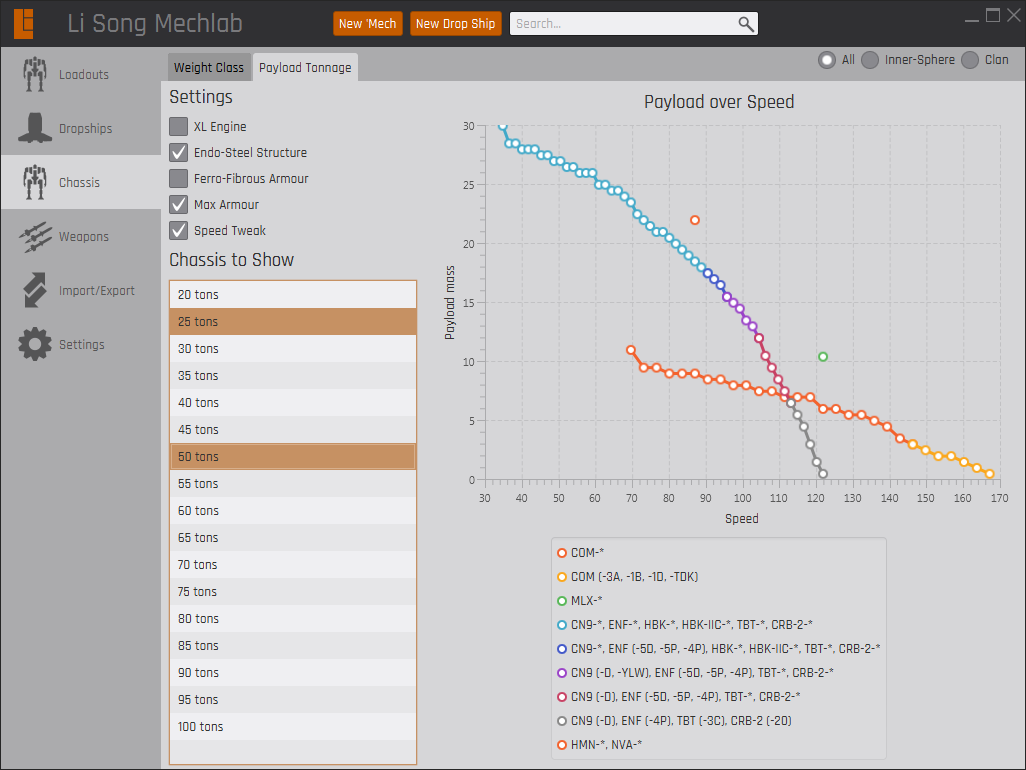 Li Song Mechlab
New 'Mech
New Drop Ship
Search...
Loadouts
Dropships
Chassis
Weapons
Import/Export
Settings
Weight Class
Payload Tonnage
All
Inner-Sphere
Clan
Settings
XL Engine
Endo-Steel Structure
Ferro-Fibrous Armour
Max Armour
Speed Tweak
Chassis to Show
20 tons
25 tons
30 tons
35 tons
40 tons
45 tons
50 tons
55 tons
60 tons
65 tons
70 tons
75 tons
80 tons
85 tons
90 tons
95 tons
100 tons
Payload over Speed
Payload mass
30
25
20
15
10
5
0
30 40 50 60 70 80 90 100 110 120 130 140 150 160 170
Speed
COM-*
COM (-3A, -1B, -1D, -TDK)
MLX-*
CN9-*, ENF-*, HBK-*, HBK-IIC-*, TBT-*, CRB-2-*
CN9-*, ENF (-5D, -5P, -4P), HBK-*, HBK-IIC-*, TBT-*, CRB-2-*
CN9 (-D, -YLW), ENF (-5D, -5P, -4P), TBT-*, CRB-2-*
CN9 (-D), ENF (-5D, -5P, -4P), TBT-*, CRB-2-*
CN9 (-D), ENF (-4P), TBT (-3C), CRB-2 (-20)
HMN-*, NVA-*